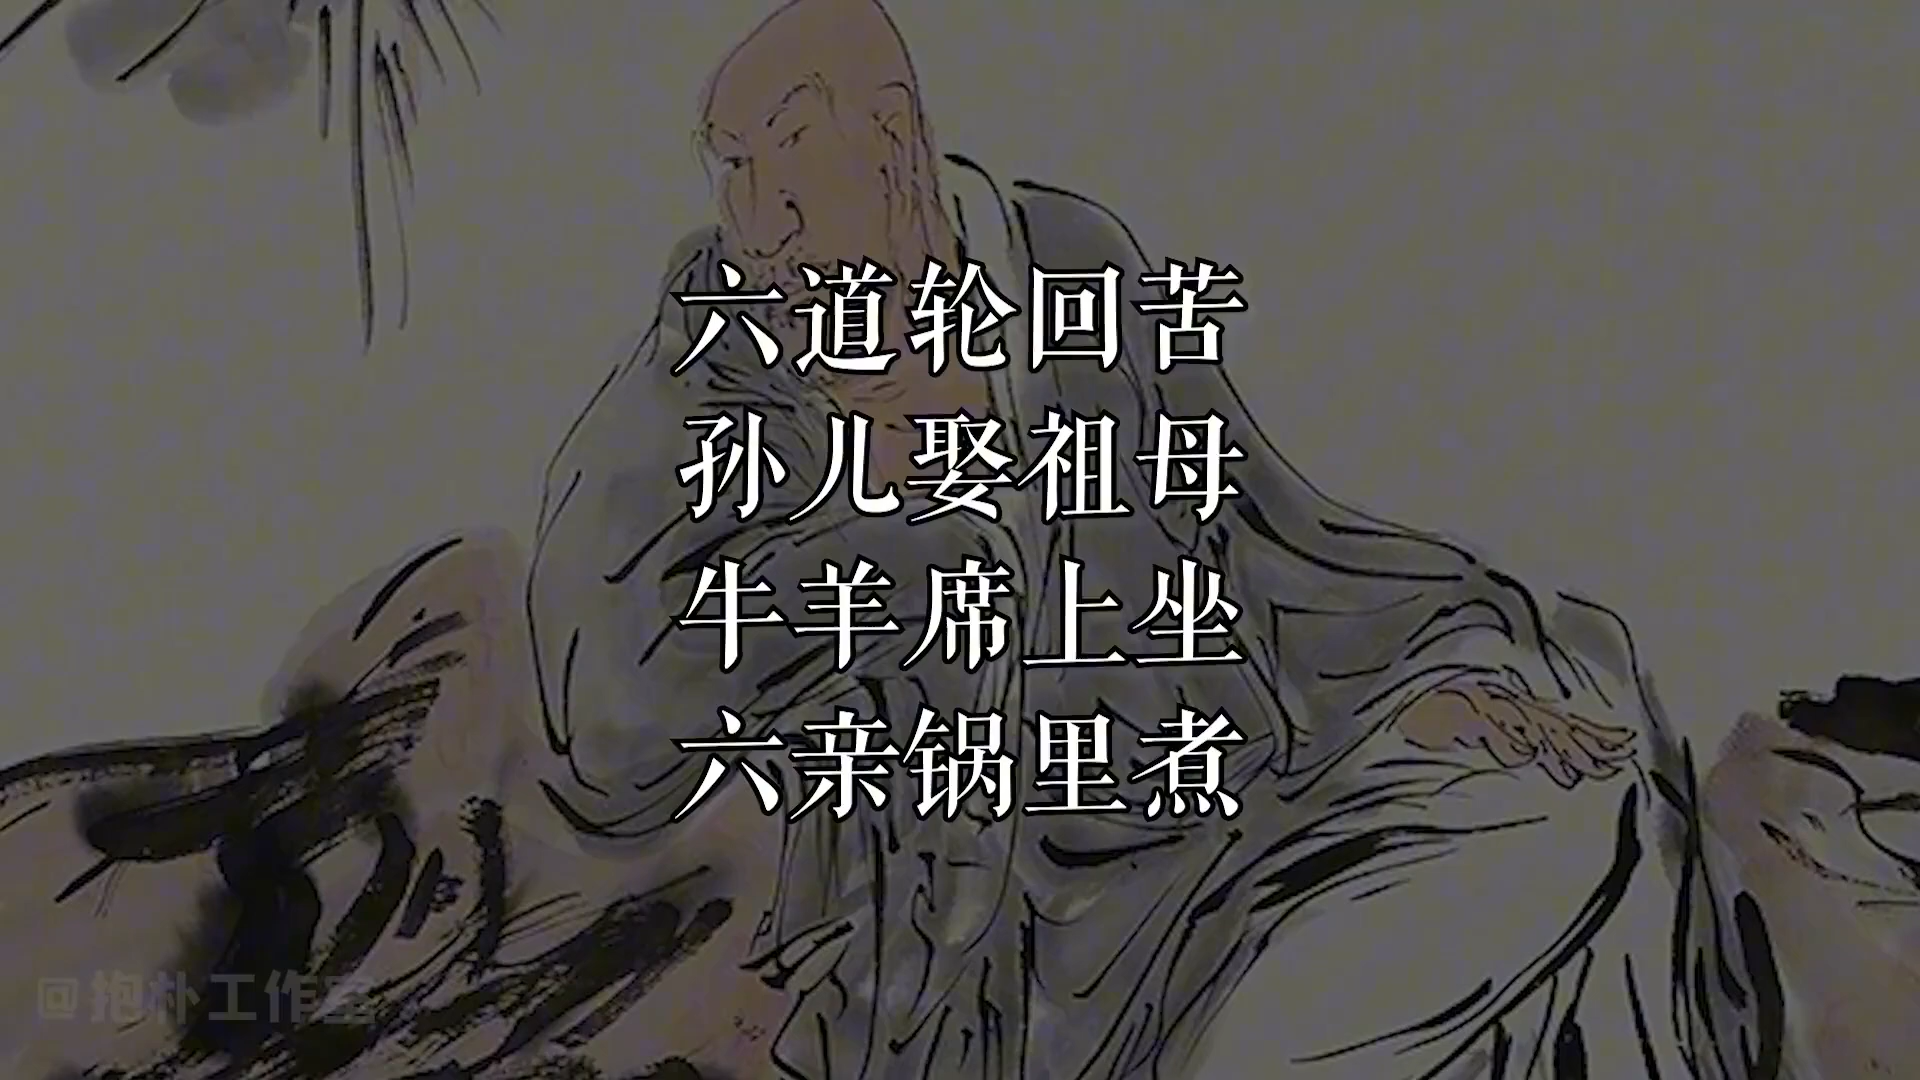 六道轮回苦
孙儿娶祖母
牛羊席上坐
六亲锅里煮
@抱朴工作室